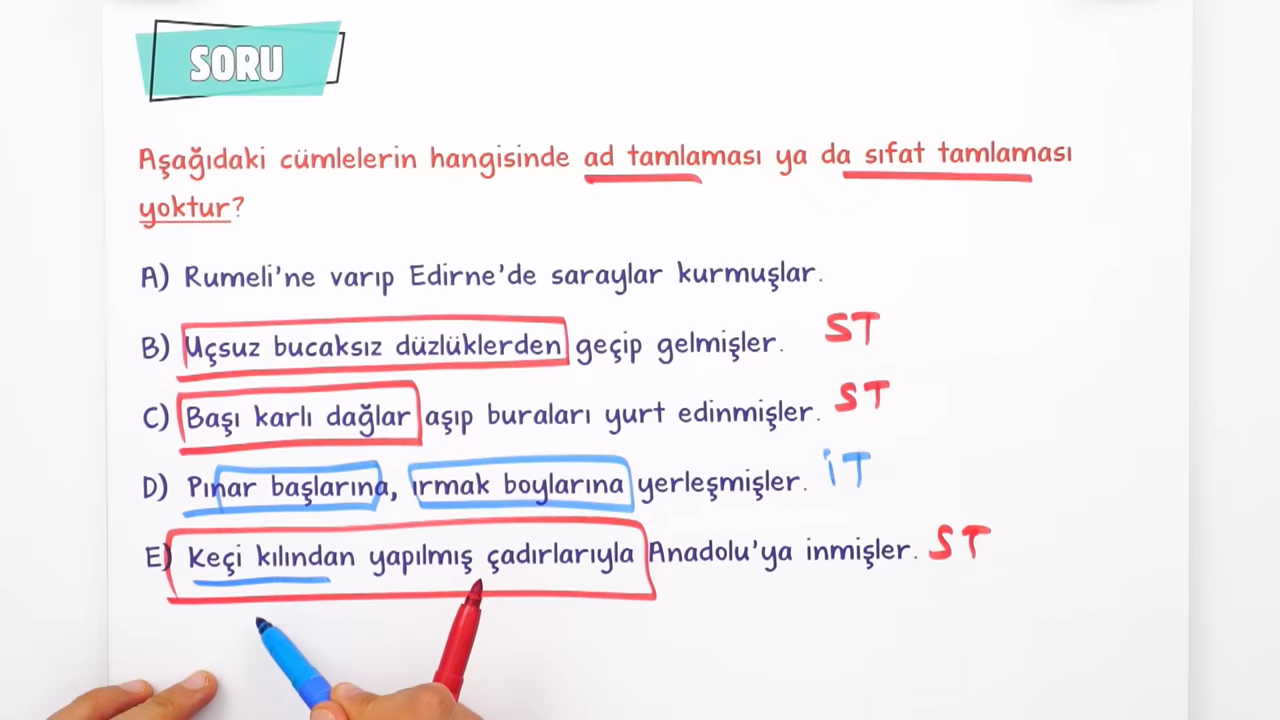 SORU
Aşağıdaki cümlelerin hangisinde ad tamlaması ya da sıfat tamlaması
yoktur?
A) Rumeli'ne varıp Edirne'de saraylar kurmuşlar.
B) Uçsuz bucaksız düzlüklerden geçip gelmişler. ST
C) Başı karlı dağlar aşıp buraları yurt edinmişler. ST
D) Pınar başlarına, ırmak boylarına yerleşmişler. İT
E) Keçi kılından yapılmış çadırlarıyla Anadolu'ya inmişler. ST